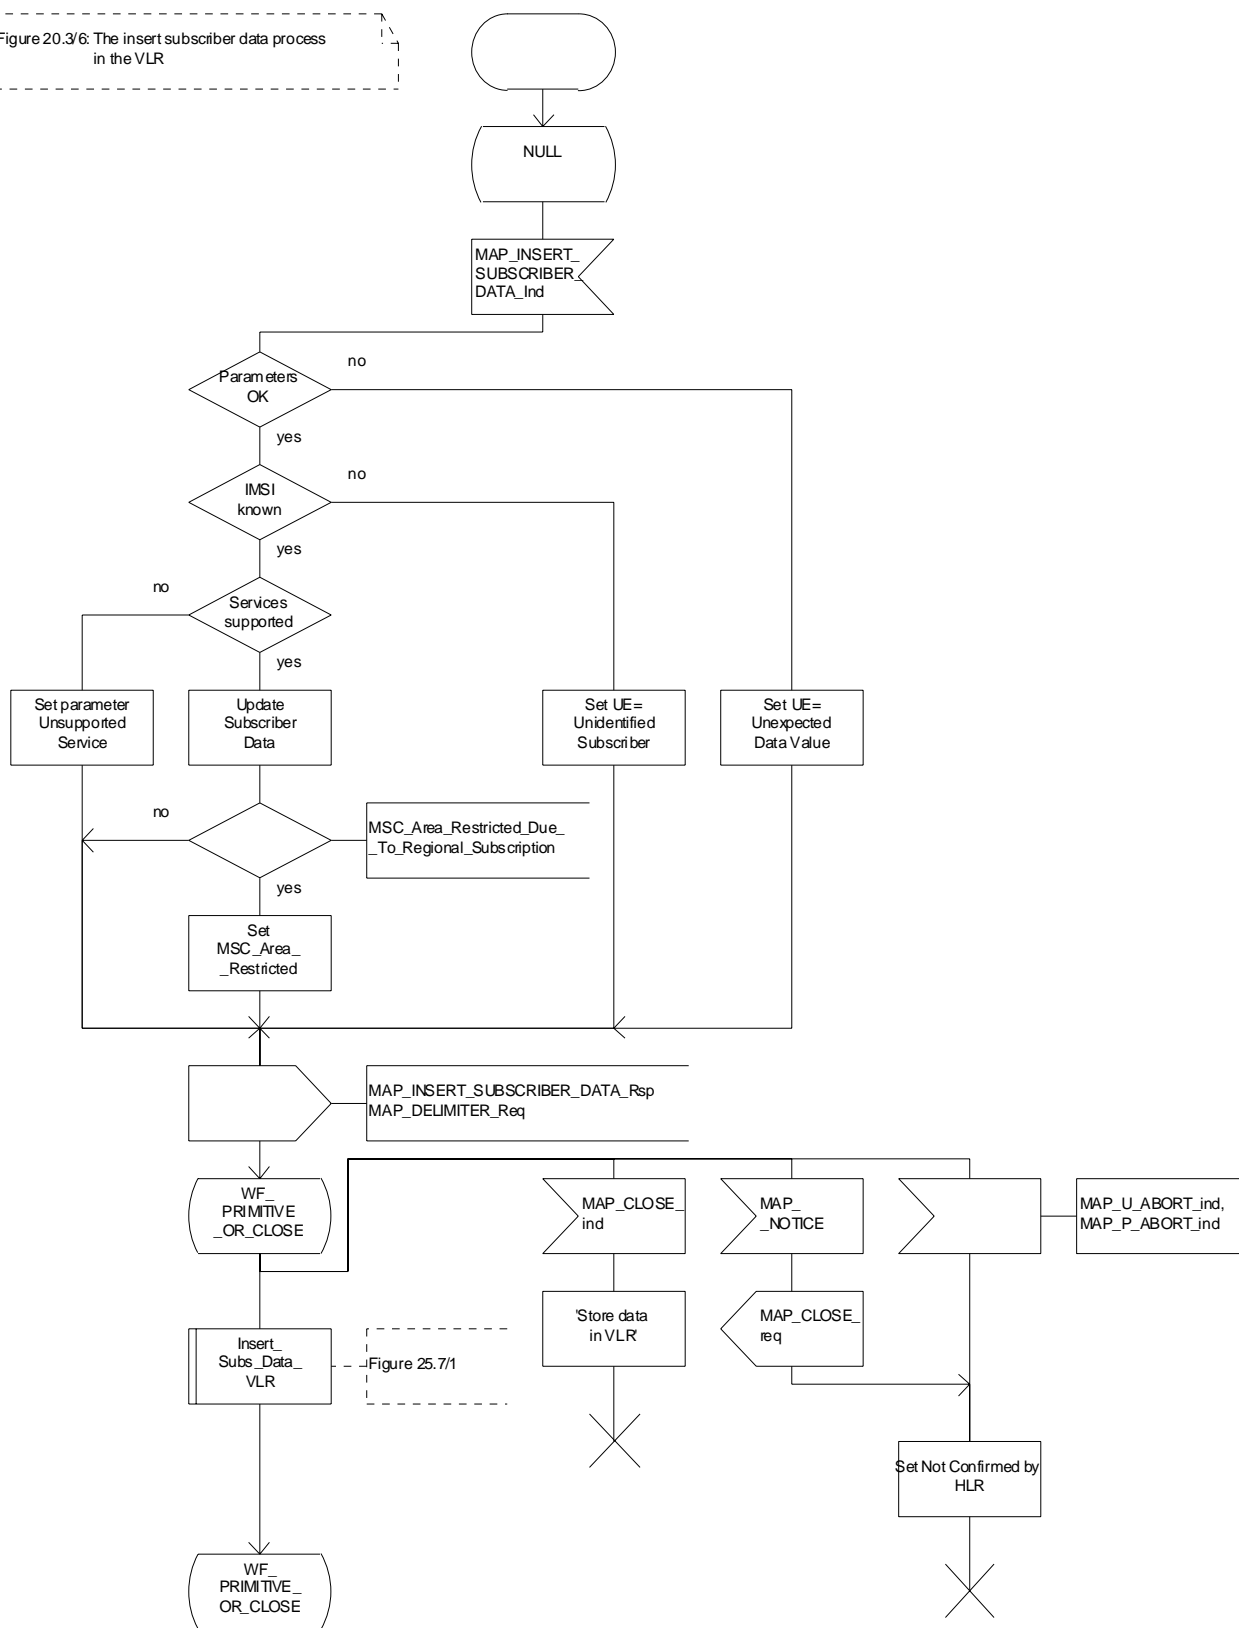 Figure 20.3/6: The insert subscriber data process
in the VLR
NULL
MAP_INSERT_
SUBSCRIBER_
DATA_Ind
no
Parameters
OK
yes
no
IMSI
known
yes
no
Services
supported
yes
Set parameter
Unsupported
Service
Update
Subscriber
Data
Set UE=
Unidentified
Subscriber
Set UE=
Unexpected
Data Value
no
MSC_Area_Restricted_Due_
_To_Regional_Subscription
yes
Set
MSC_Area_
_Restricted
MAP_INSERT_SUBSCRIBER_DATA_Rsp
MAP_DELIMITER_Req
WF_
PRIMITIVE
_OR_CLOSE
MAP_CLOSE_
ind
MAP_
_NOTICE
MAP_U_ABORT_ind,
MAP_P_ABORT_ind
'Store data
in VLR'
MAP_CLOSE_
req
Insert_
Subs_Data_
VLR
Figure 25.7/1
Set Not Confirmed by
HLR
WF_
PRIMITIVE_
OR_CLOSE